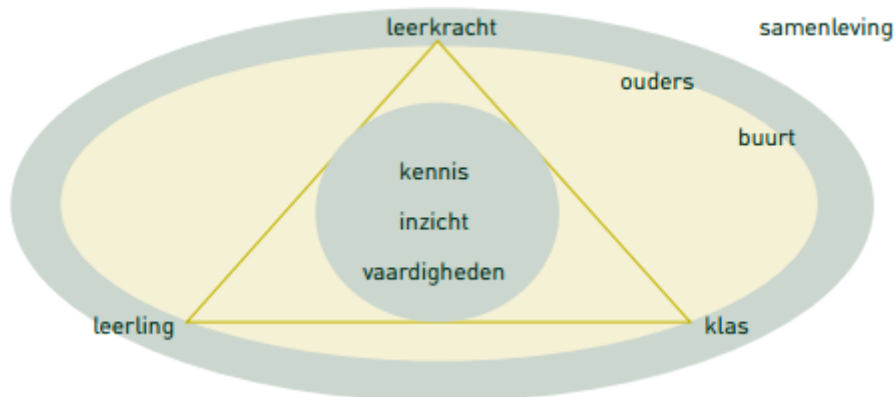 leerkracht
samenleving
ouders
buurt
kennis
inzicht
vaardigheden
leerling
klas